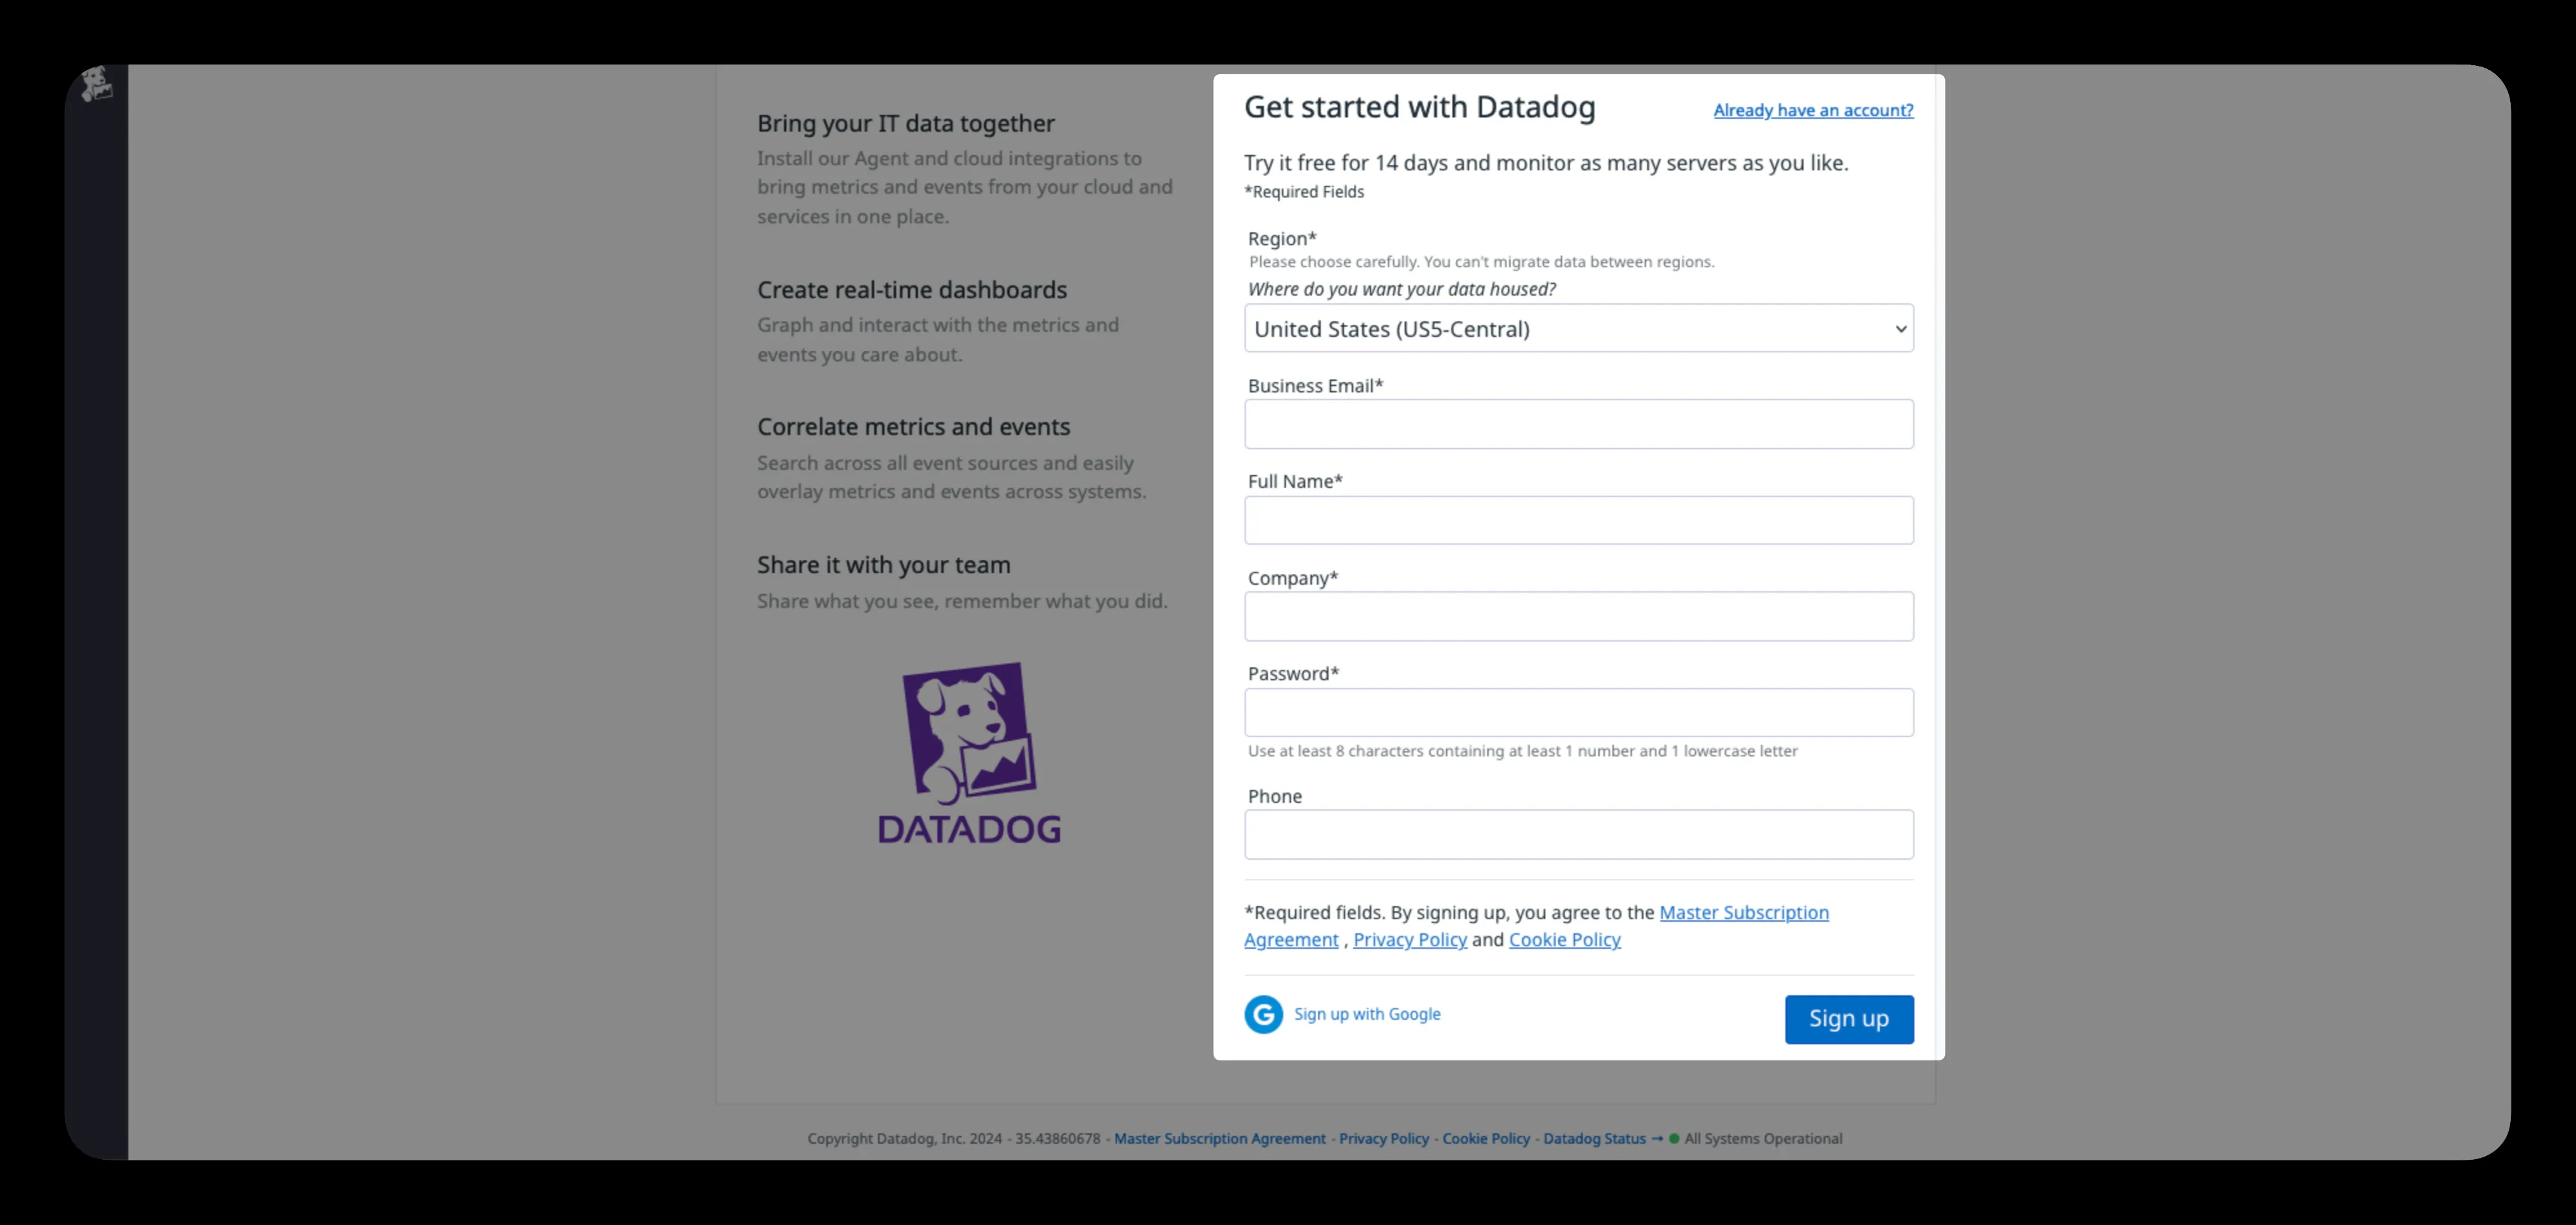 Bring your IT data together
Install our Agent and cloud integrations to
bring metrics and events from your cloud and
services in one place.
Create real-time dashboards
Graph and interact with the metrics and
events you care about.
Correlate metrics and events
Search across all event sources and easily
overlay metrics and events across systems.
Share it with your team
Share what you see, remember what you did.
DATADOG
Get started with Datadog
Already have an account?
Try it free for 14 days and monitor as many servers as you like.
*Required Fields
Region*
Please choose carefully. You can't migrate data between regions.
Where do you want your data housed?
United States (US5-Central)
Business Email*
Full Name*
Company*
Password*
Use at least 8 characters containing at least 1 number and 1 lowercase letter
Phone
*Required fields. By signing up, you agree to the Master Subscription
Agreement , Privacy Policy and Cookie Policy
G Sign up with Google
Sign up
Copyright Datadog, Inc. 2024 - 35.43860678 - Master Subscription Agreement - Privacy Policy - Cookie Policy - Datadog Status → All Systems Operational